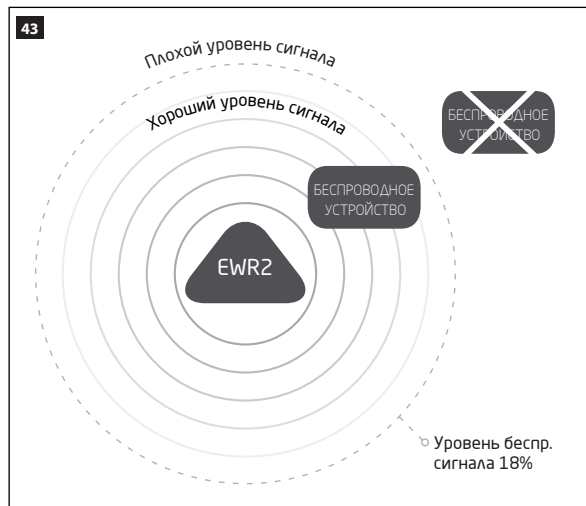 43
Плохой уровень сигнала
Хороший уровень сигнала
БЕСПРОВОДНОЕ
УСТРОЙСТВО
БЕСПРОВОДНОЕ
УСТРОЙСТВО
EWR2
Уровень беспр.
сигнала 18%